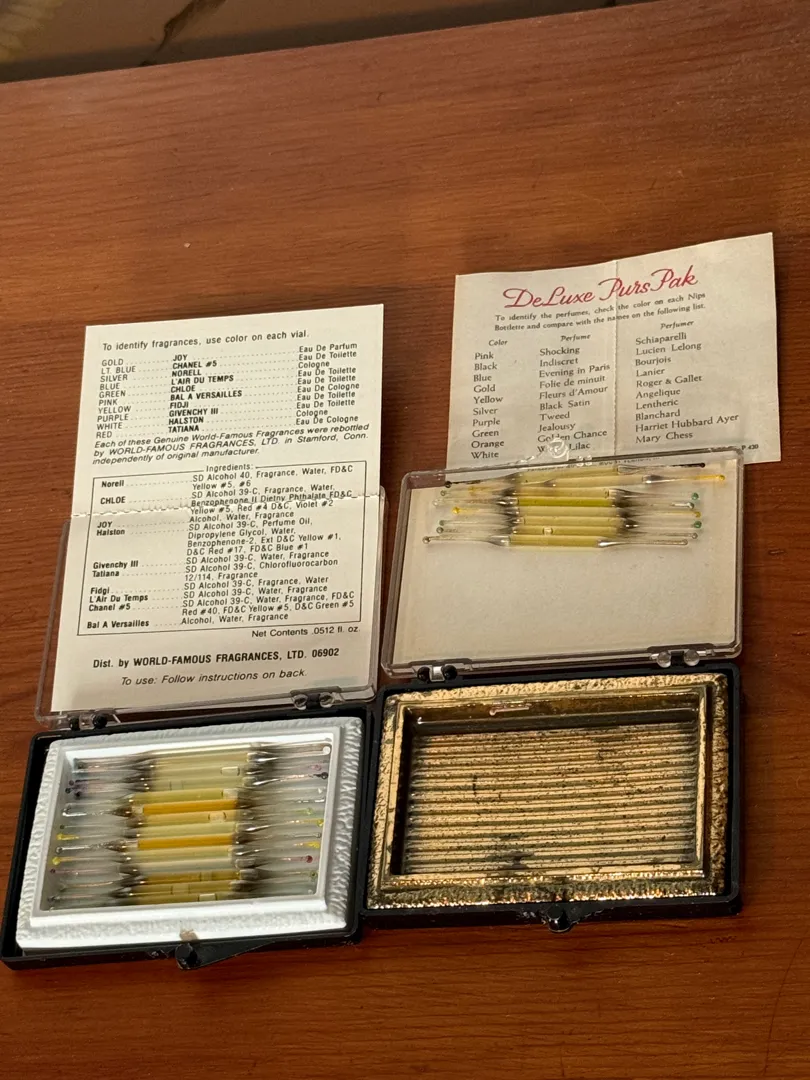 To identify fragrances, use color on each vial.
GOLD JOY Eau De Parfum
LT. BLUE CHANEL #5 Eau De Toilette
SILVER NORELL Cologne
BLUE L'AIR DU TEMPS Eau De Toilette
GREEN CHLOE Eau De Toilette
PINK BAL A VERSAILLES Eau De Cologne
YELLOW FIDJI Eau De Toilette
PURPLE GIVENCHY III Eau De Toilette
WHITE HALSTON Cologne
RED TATIANA Eau De Cologne
Each of these Genuine World-Famous Fragrances were rebottled
by WORLD-FAMOUS FRAGRANCES, LTD. in Stamford, Conn.
independently of original manufacturer.
Ingredients:
Norell SD Alcohol 40, Fragrance, Water, FD&C
Yellow #5, #6
CHLOE SD Alcohol 39-C, Fragrance, Water,
Benzophenone II Dietny Phthalate FD&C
Yellow #5, Red #4 D&C, Violet #2
JOY Alcohol, Water, Fragrance
Halston SD Alcohol 39-C, Perfume Oil,
Dipropylene Glycol, Water,
Benzophenone-2, Ext D&C Yellow #1,
D&C Red #17, FD&C Blue #1
Givenchy III SD Alcohol 39-C, Water, Fragrance
Tatiana SD Alcohol 39-C, Chlorofluorocarbon
12/114, Fragrance
Fidgi SD Alcohol 39-C, Fragrance, Water
L'Air Du Temps SD Alcohol 39-C, Water, Fragrance
Chanel #5 SD Alcohol 39-C, Water, Fragrance, FD&C
Red #40, FD&C Yellow #5, D&C Green #5
Bal A Versailles Alcohol, Water, Fragrance
Net Contents .0512 fl. oz.
Dist. by WORLD-FAMOUS FRAGRANCES, LTD. 06902
To use: Follow instructions on back.
DeLuxe Purs Pak
To identify the perfumes, check the color on each Nips
Bottlette and compare with the names on the following list.
Color Perfume Perfumer
Pink Shocking Schiaparelli
Black Indiscret Lucien Lelong
Blue Evening in Paris Bourjois
Gold Folie de minuit Lanier
Yellow Fleurs d'Amour Roger & Gallet
Silver Black Satin Angelique
Purple Tweed Lentheric
Green Jealousy Blanchard
Orange Golden Chance Harriet Hubbard Ayer
White Lilac Mary Chess